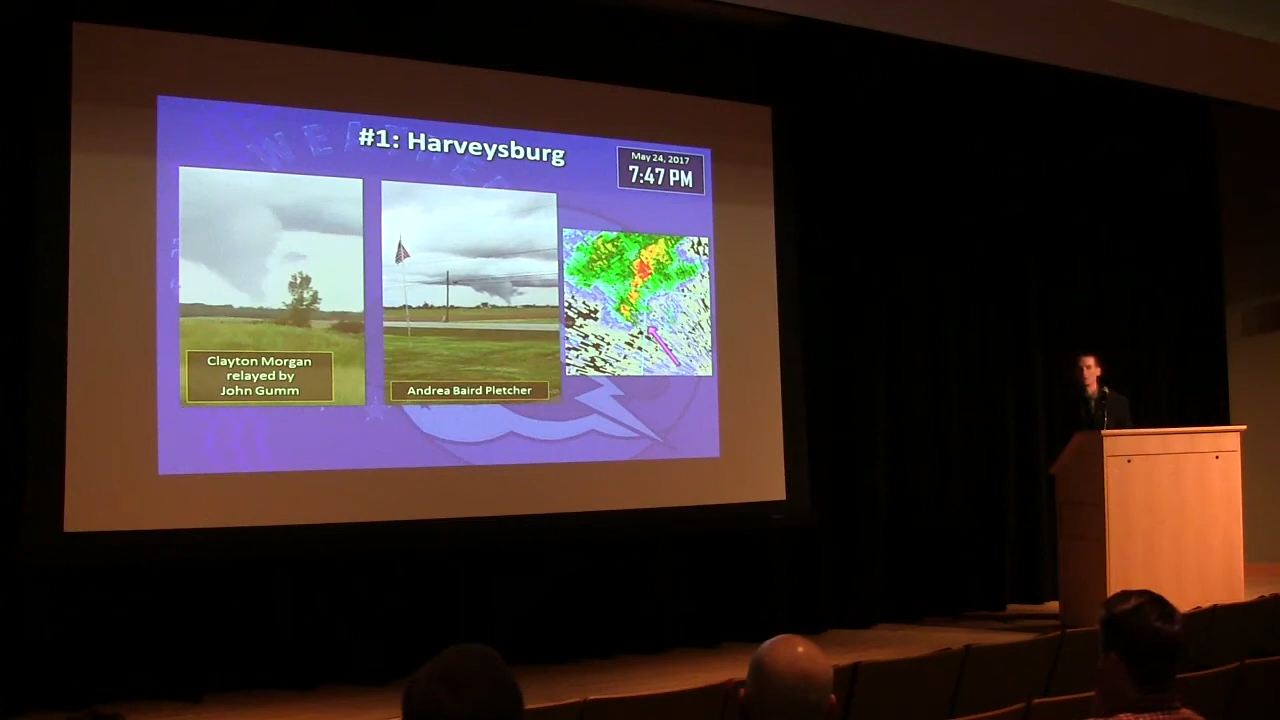 #1: Harveysburg
May 24, 2017
7:47 PM
Clayton Morgan
relayed by
John Gumm
Andrea Baird Pletcher